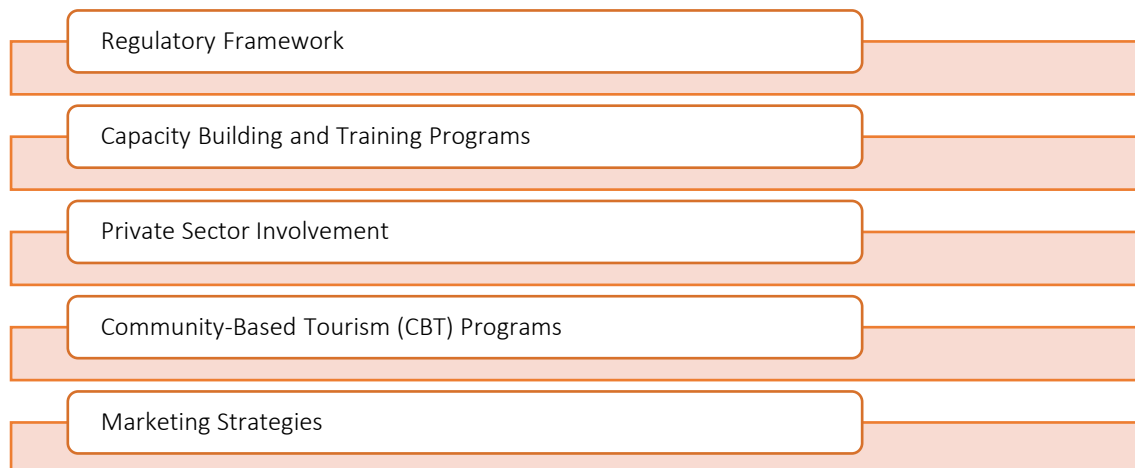 Regulatory Framework
Capacity Building and Training Programs
Private Sector Involvement
Community-Based Tourism (CBT) Programs
Marketing Strategies